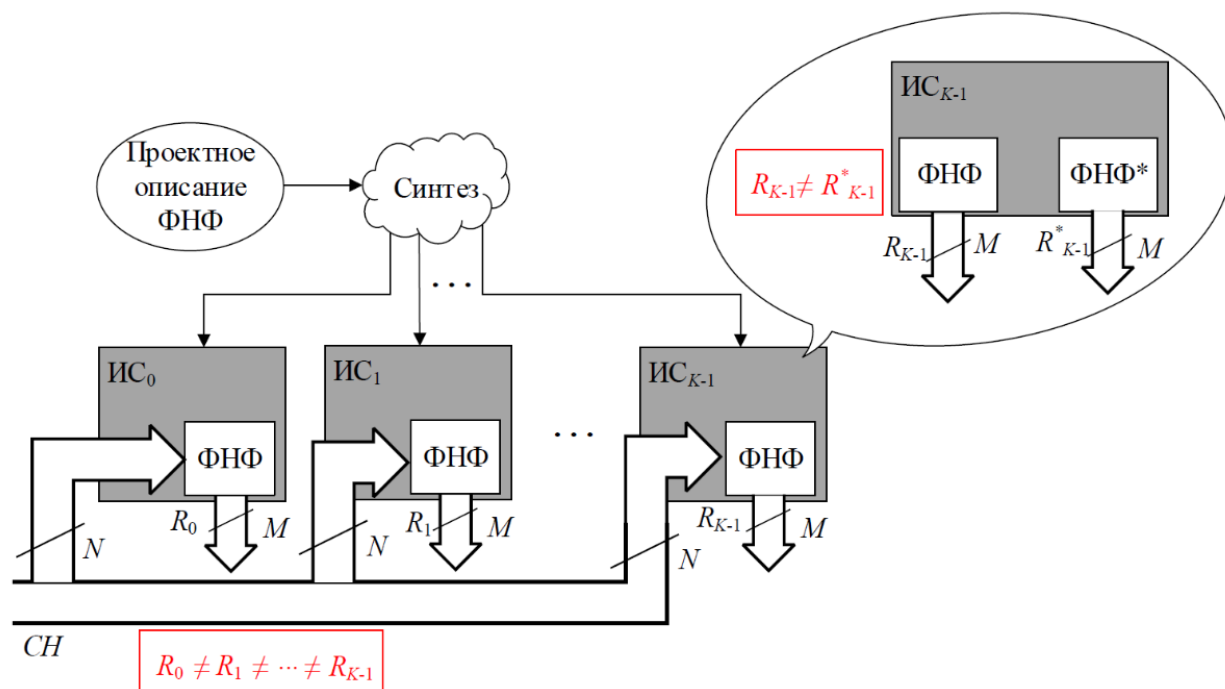 ИС_{K-1}
Проектное
описание
ФНФ
Синтез
R_{K-1} ≠ R^*_{K-1}
ФНФ
ФНФ*
R_{K-1}
M
R^*_{K-1}
M
...
ИС_0
ИС_1
ИС_{K-1}
...
ФНФ
ФНФ
ФНФ
R_0
M
R_1
M
R_{K-1}
M
N
N
N
CH
R_0 ≠ R_1 ≠ ⋯ ≠ R_{K-1}